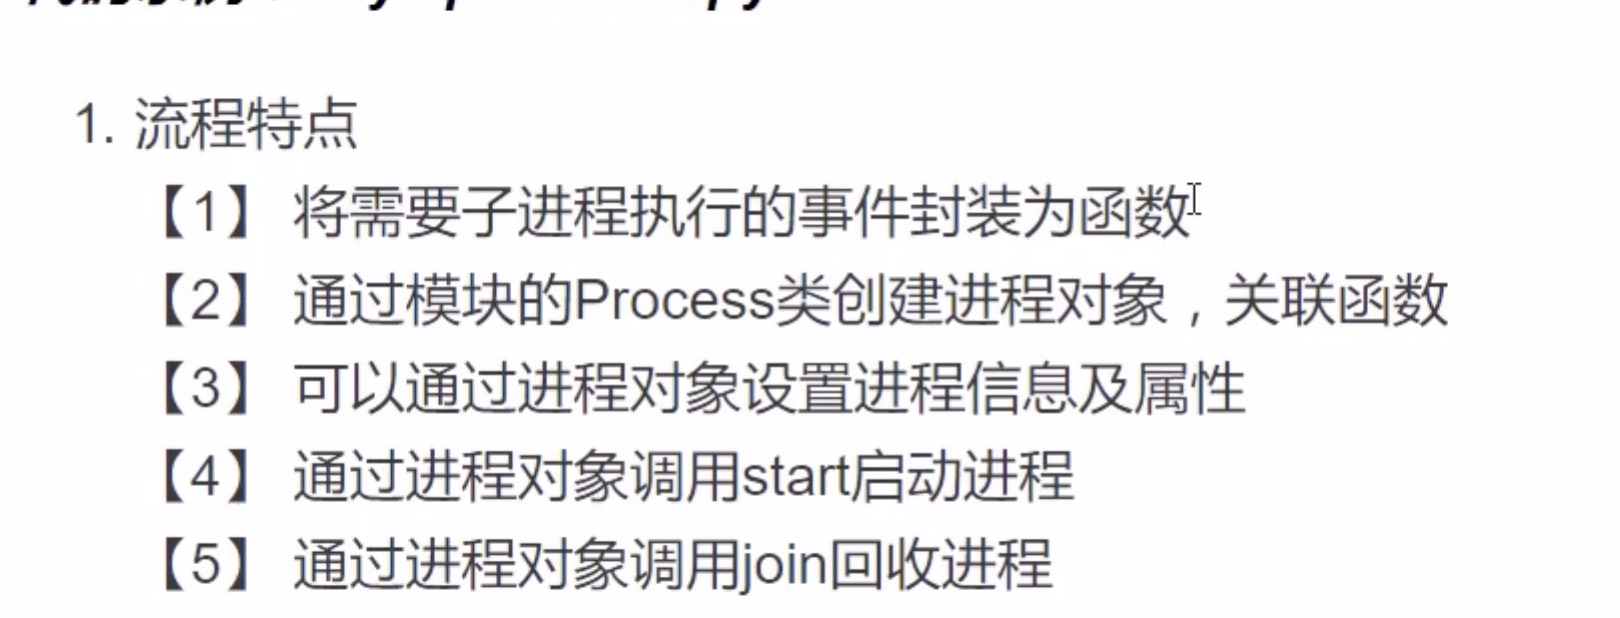 1. 流程特点
【1】 将需要子进程执行的事件封装为函数
【2】 通过模块的Process类创建进程对象，关联函数
【3】 可以通过进程对象设置进程信息及属性
【4】 通过进程对象调用start启动进程
【5】 通过进程对象调用join回收进程